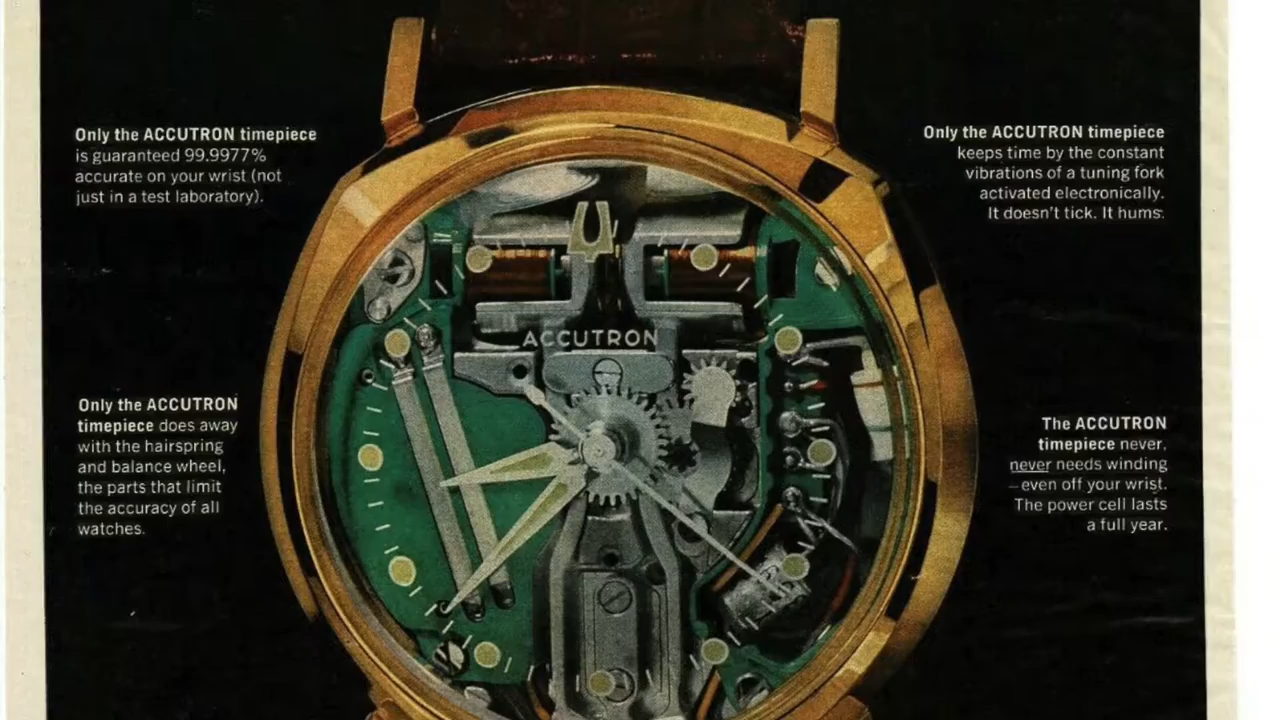 Only the ACCUTRON timepiece
is guaranteed 99.9977%
accurate on your wrist (not
just in a test laboratory).
Only the ACCUTRON timepiece
keeps time by the constant
vibrations of a tuning fork
activated electronically.
It doesn't tick. It hums.
ACCUTRON
Only the ACCUTRON
timepiece does away
with the hairspring
and balance wheel,
the parts that limit
the accuracy of all
watches.
The ACCUTRON
timepiece never,
never needs winding
—even off your wrist.
The power cell lasts
a full year.